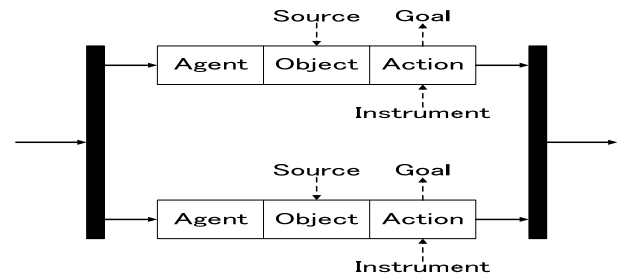 Source Goal
Agent Object Action
Instrument
Source Goal
Agent Object Action
Instrument